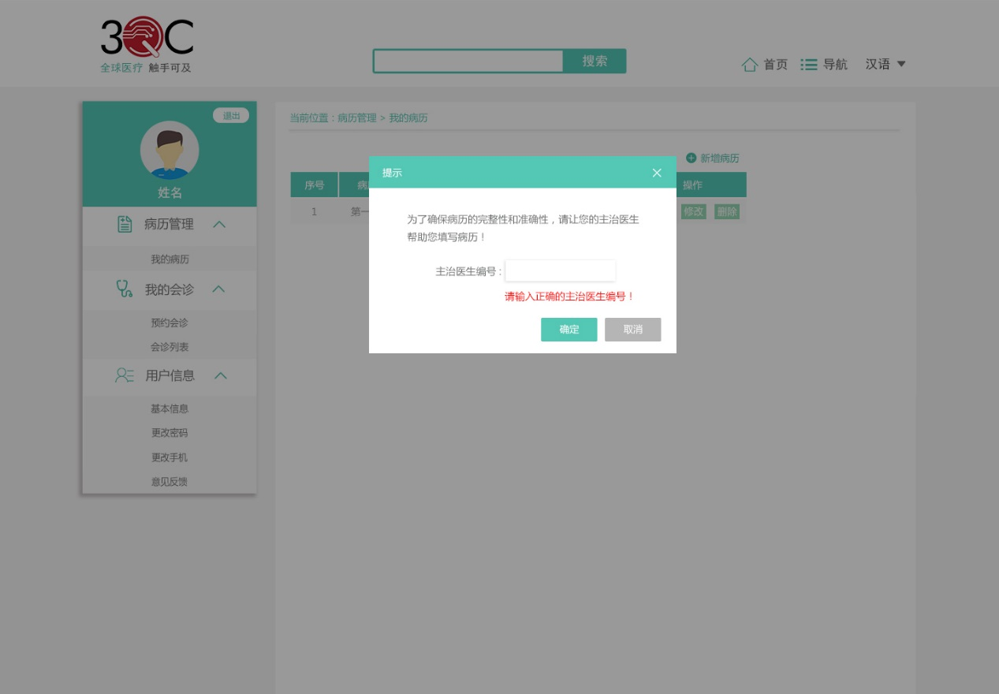 3QC
全球医疗 触手可及
搜索
首页 导航 汉语
退出
姓名
病历管理
我的病历
我的会诊
预约会诊
会诊列表
用户信息
基本信息
更改密码
更改手机
意见反馈
当前位置：病历管理 > 我的病历
新增病历
序号 病 操作
1 第一 修改 删除
提示
为了确保病历的完整性和准确性，请让您的主治医生
帮助您填写病历！
主治医生编号：
请输入正确的主治医生编号！
确定 取消